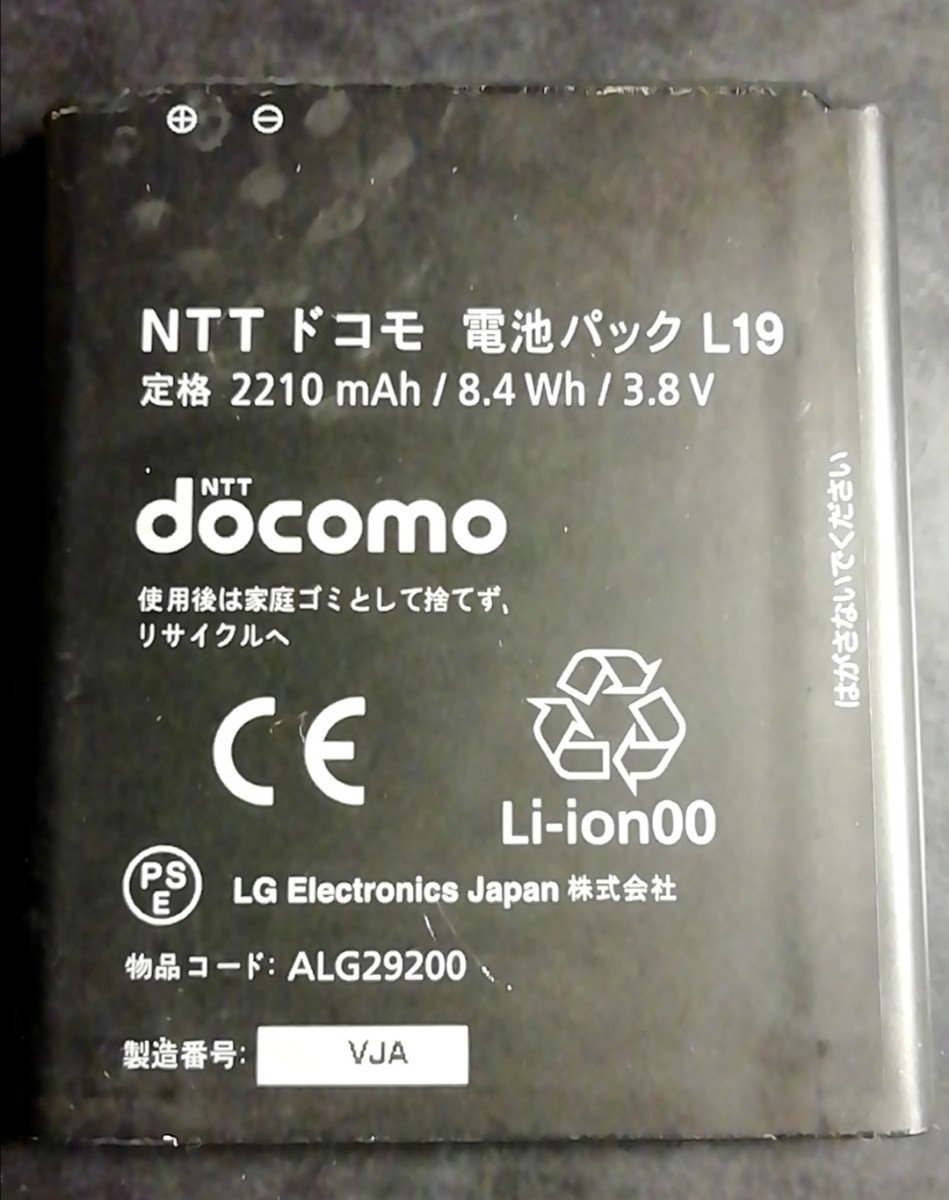 ⊕ ⊖
NTT ドコモ 電池パック L19
定格 2210 mAh / 8.4 Wh / 3.8 V
NTT
docomo
使用後は家庭ゴミとして捨てず、
リサイクルへ
はがさないでください
CE
Li-ion00
PS
E
LG Electronics Japan 株式会社
物品コード: ALG29200
製造番号: VJA